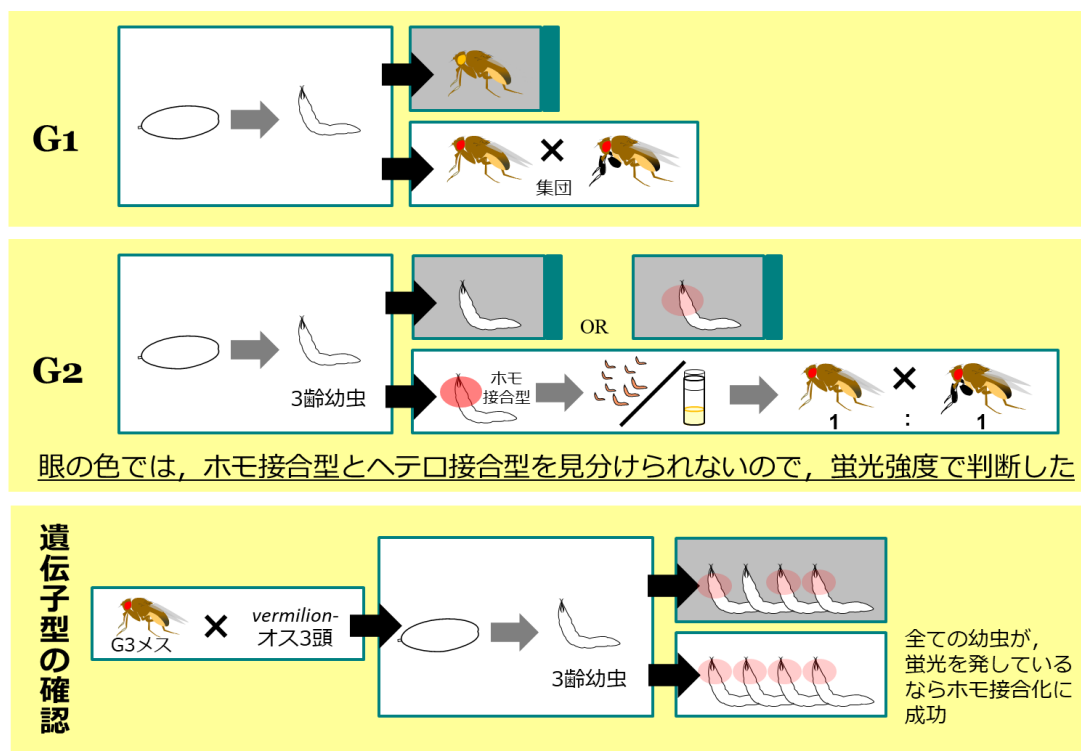 G1
×
集団
G2
3齢幼虫
OR
ホモ
接合型
×
1 : 1
眼の色では,ホモ接合型とヘテロ接合型を見分けられないので,蛍光強度で判断した
遺伝子型の確認
G3メス
×
vermilion-
オス3頭
3齢幼虫
全ての幼虫が,
蛍光を発している
ならホモ接合化に
成功